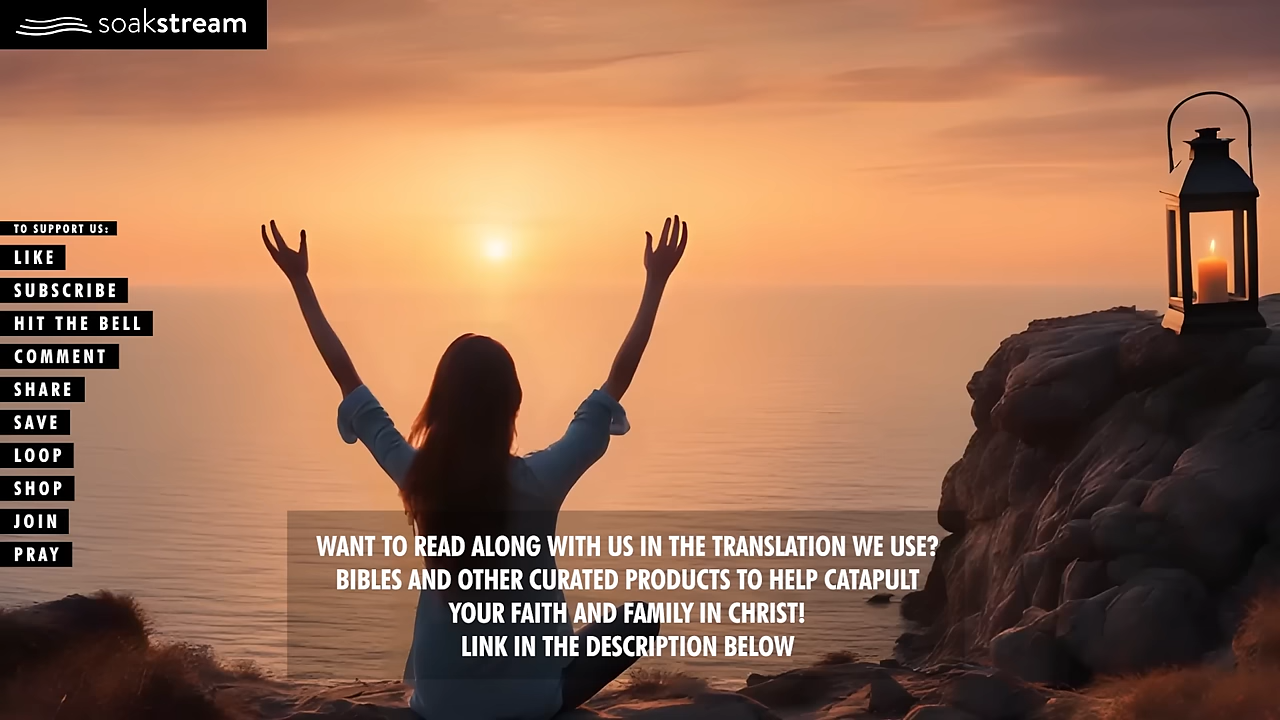 soakstream
TO SUPPORT US:
LIKE
SUBSCRIBE
HIT THE BELL
COMMENT
SHARE
SAVE
LOOP
SHOP
JOIN
PRAY
WANT TO READ ALONG WITH US IN THE TRANSLATION WE USE?
BIBLES AND OTHER CURATED PRODUCTS TO HELP CATAPULT
YOUR FAITH AND FAMILY IN CHRIST!
LINK IN THE DESCRIPTION BELOW